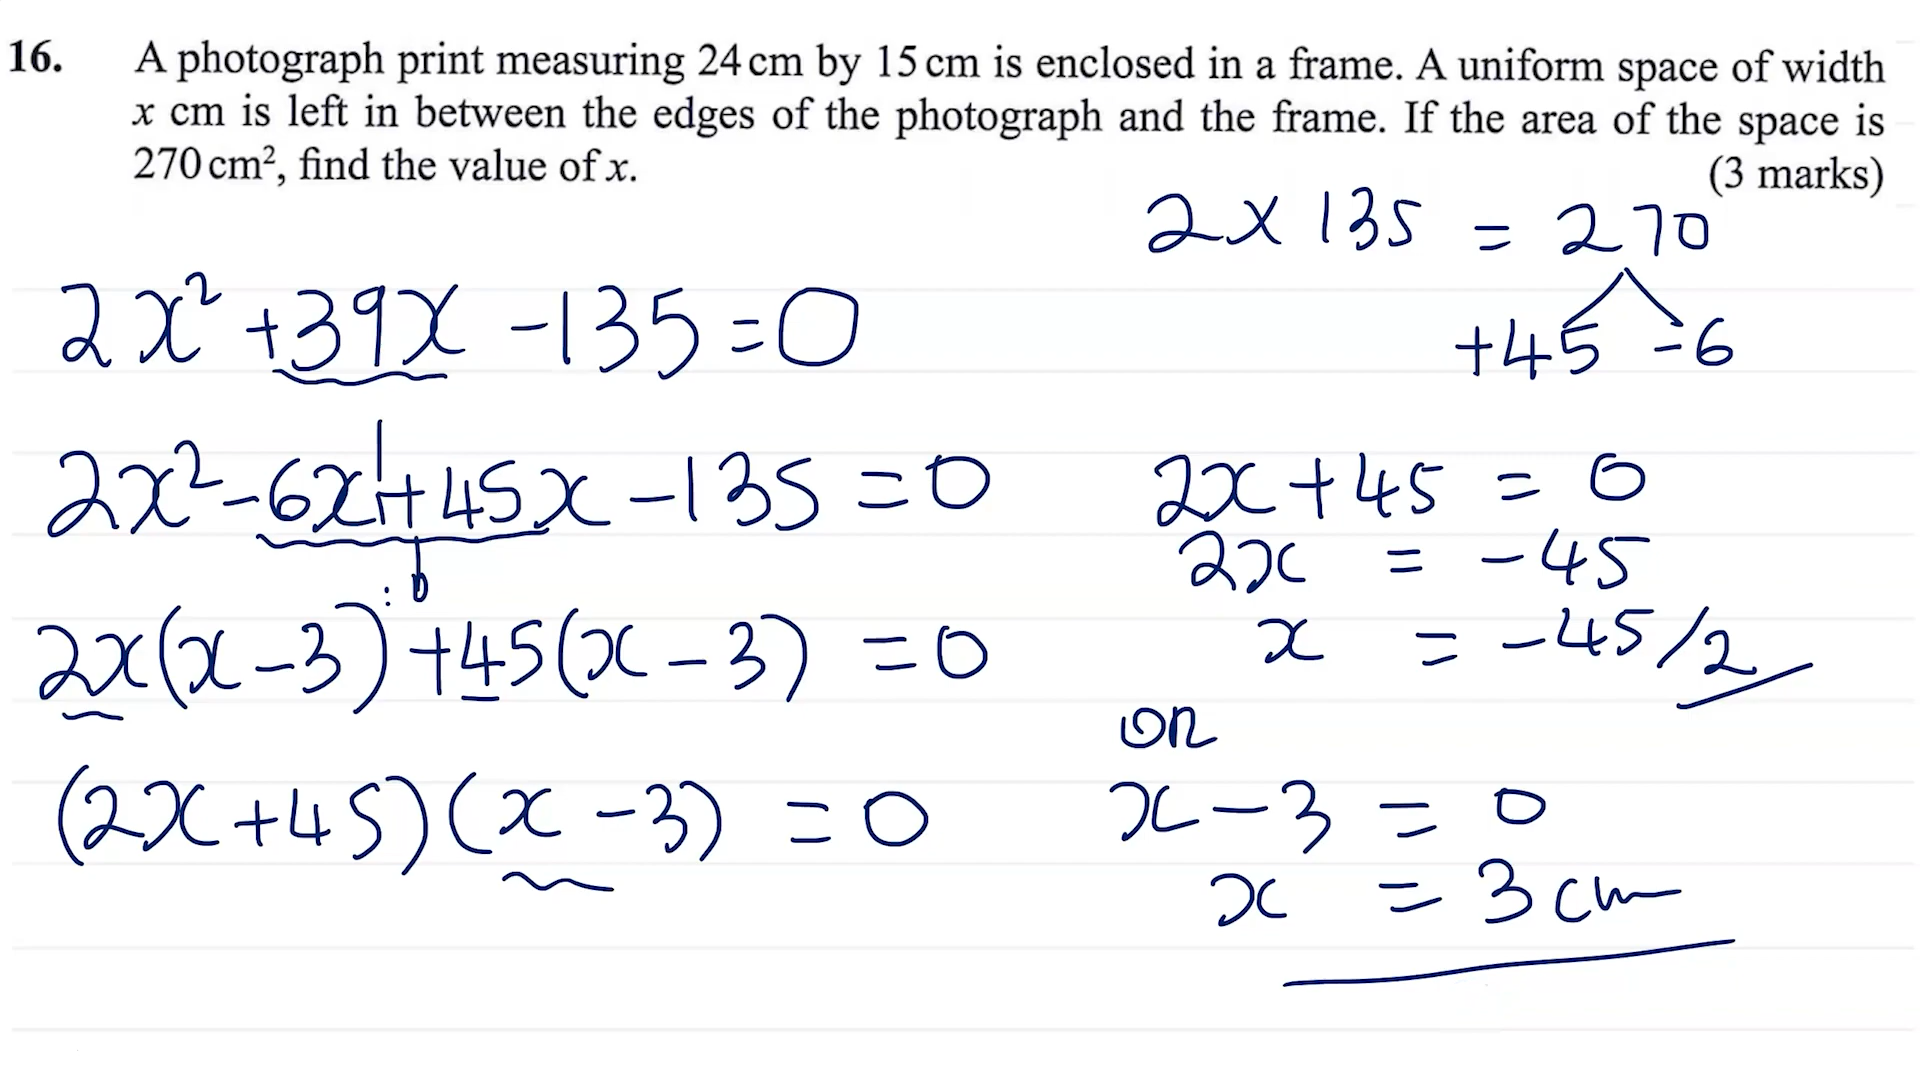 16. A photograph print measuring 24 cm by 15 cm is enclosed in a frame. A uniform space of width
x cm is left in between the edges of the photograph and the frame. If the area of the space is
270 cm², find the value of x. (3 marks)
2x² +39x -135 = 0
2x² -6x +45x -135 = 0
2x(x-3) +45(x-3) = 0
(2x+45)(x-3) = 0
2 x 135 = 270
+45 -6
2x + 45 = 0
2x = -45
x = -45/2
OR
x - 3 = 0
x = 3 cm